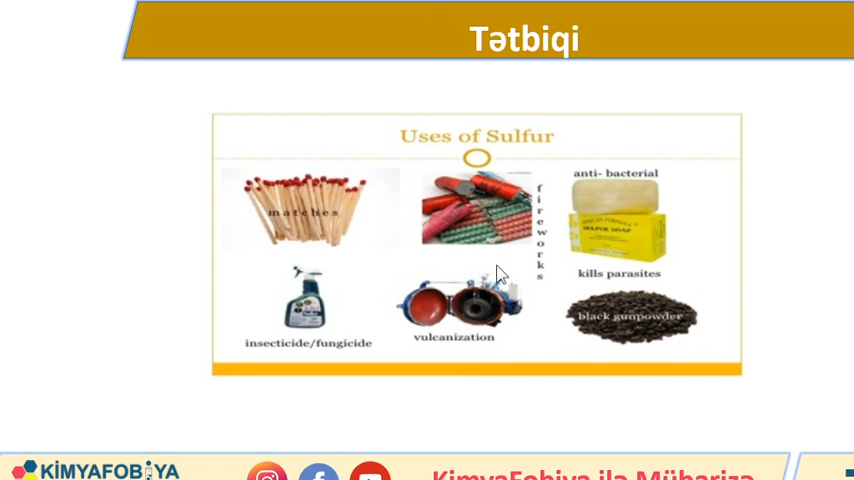 Tətbiqi
Uses of Sulfur
matches
fireworks
anti- bacterial
SULFUR SOAP
kills parasites
insecticide/fungicide
vulcanization
black gunpowder
KİMYAFOBİYA
KimyaFobiya ilə Mübarizə